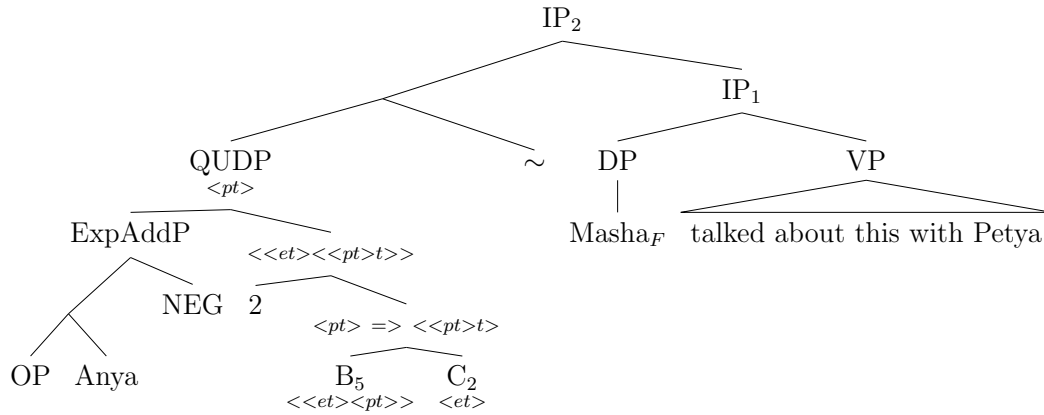 IP₂
IP₁
QUDP ~ DP VP
<pt>
ExpAddP Masha_F talked about this with Petya
<<et><<pt>t>>
NEG 2
<pt> => <<pt>t>
OP Anya B₅ C₂
<<et><pt>> <et>